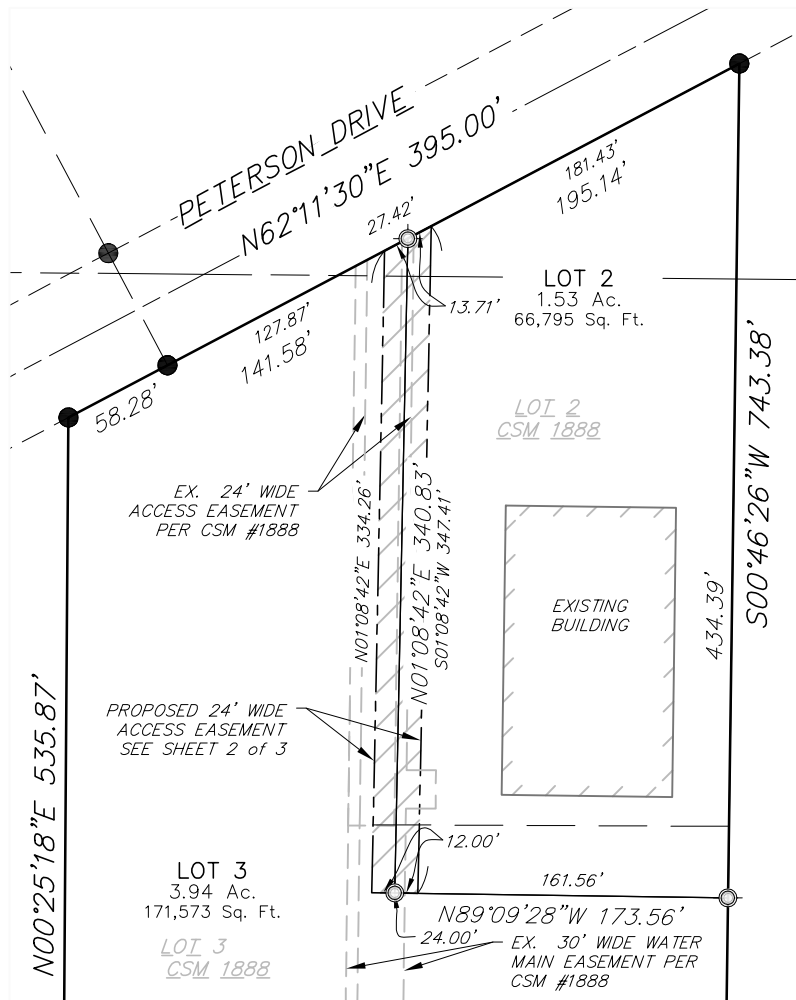 PETERSON DRIVE
N62°11'30"E 395.00'
181.43'
195.14'
27.42'
13.71'
LOT 2
1.53 Ac.
66,795 Sq. Ft.
127.87'
141.58'
58.28'
LOT 2
CSM 1888
S00°46'26"W 743.38'
EX. 24' WIDE
ACCESS EASEMENT
PER CSM #1888
N01°08'42"E 334.26'
N01°08'42"E 340.83'
S01°08'42"W 347.41'
EXISTING
BUILDING
434.39'
N00°25'18"E 535.87'
PROPOSED 24' WIDE
ACCESS EASEMENT
SEE SHEET 2 of 3
12.00'
LOT 3
3.94 Ac.
171,573 Sq. Ft.
161.56'
N89°09'28"W 173.56'
24.00'
LOT 3
CSM 1888
EX. 30' WIDE WATER
MAIN EASEMENT PER
CSM #1888